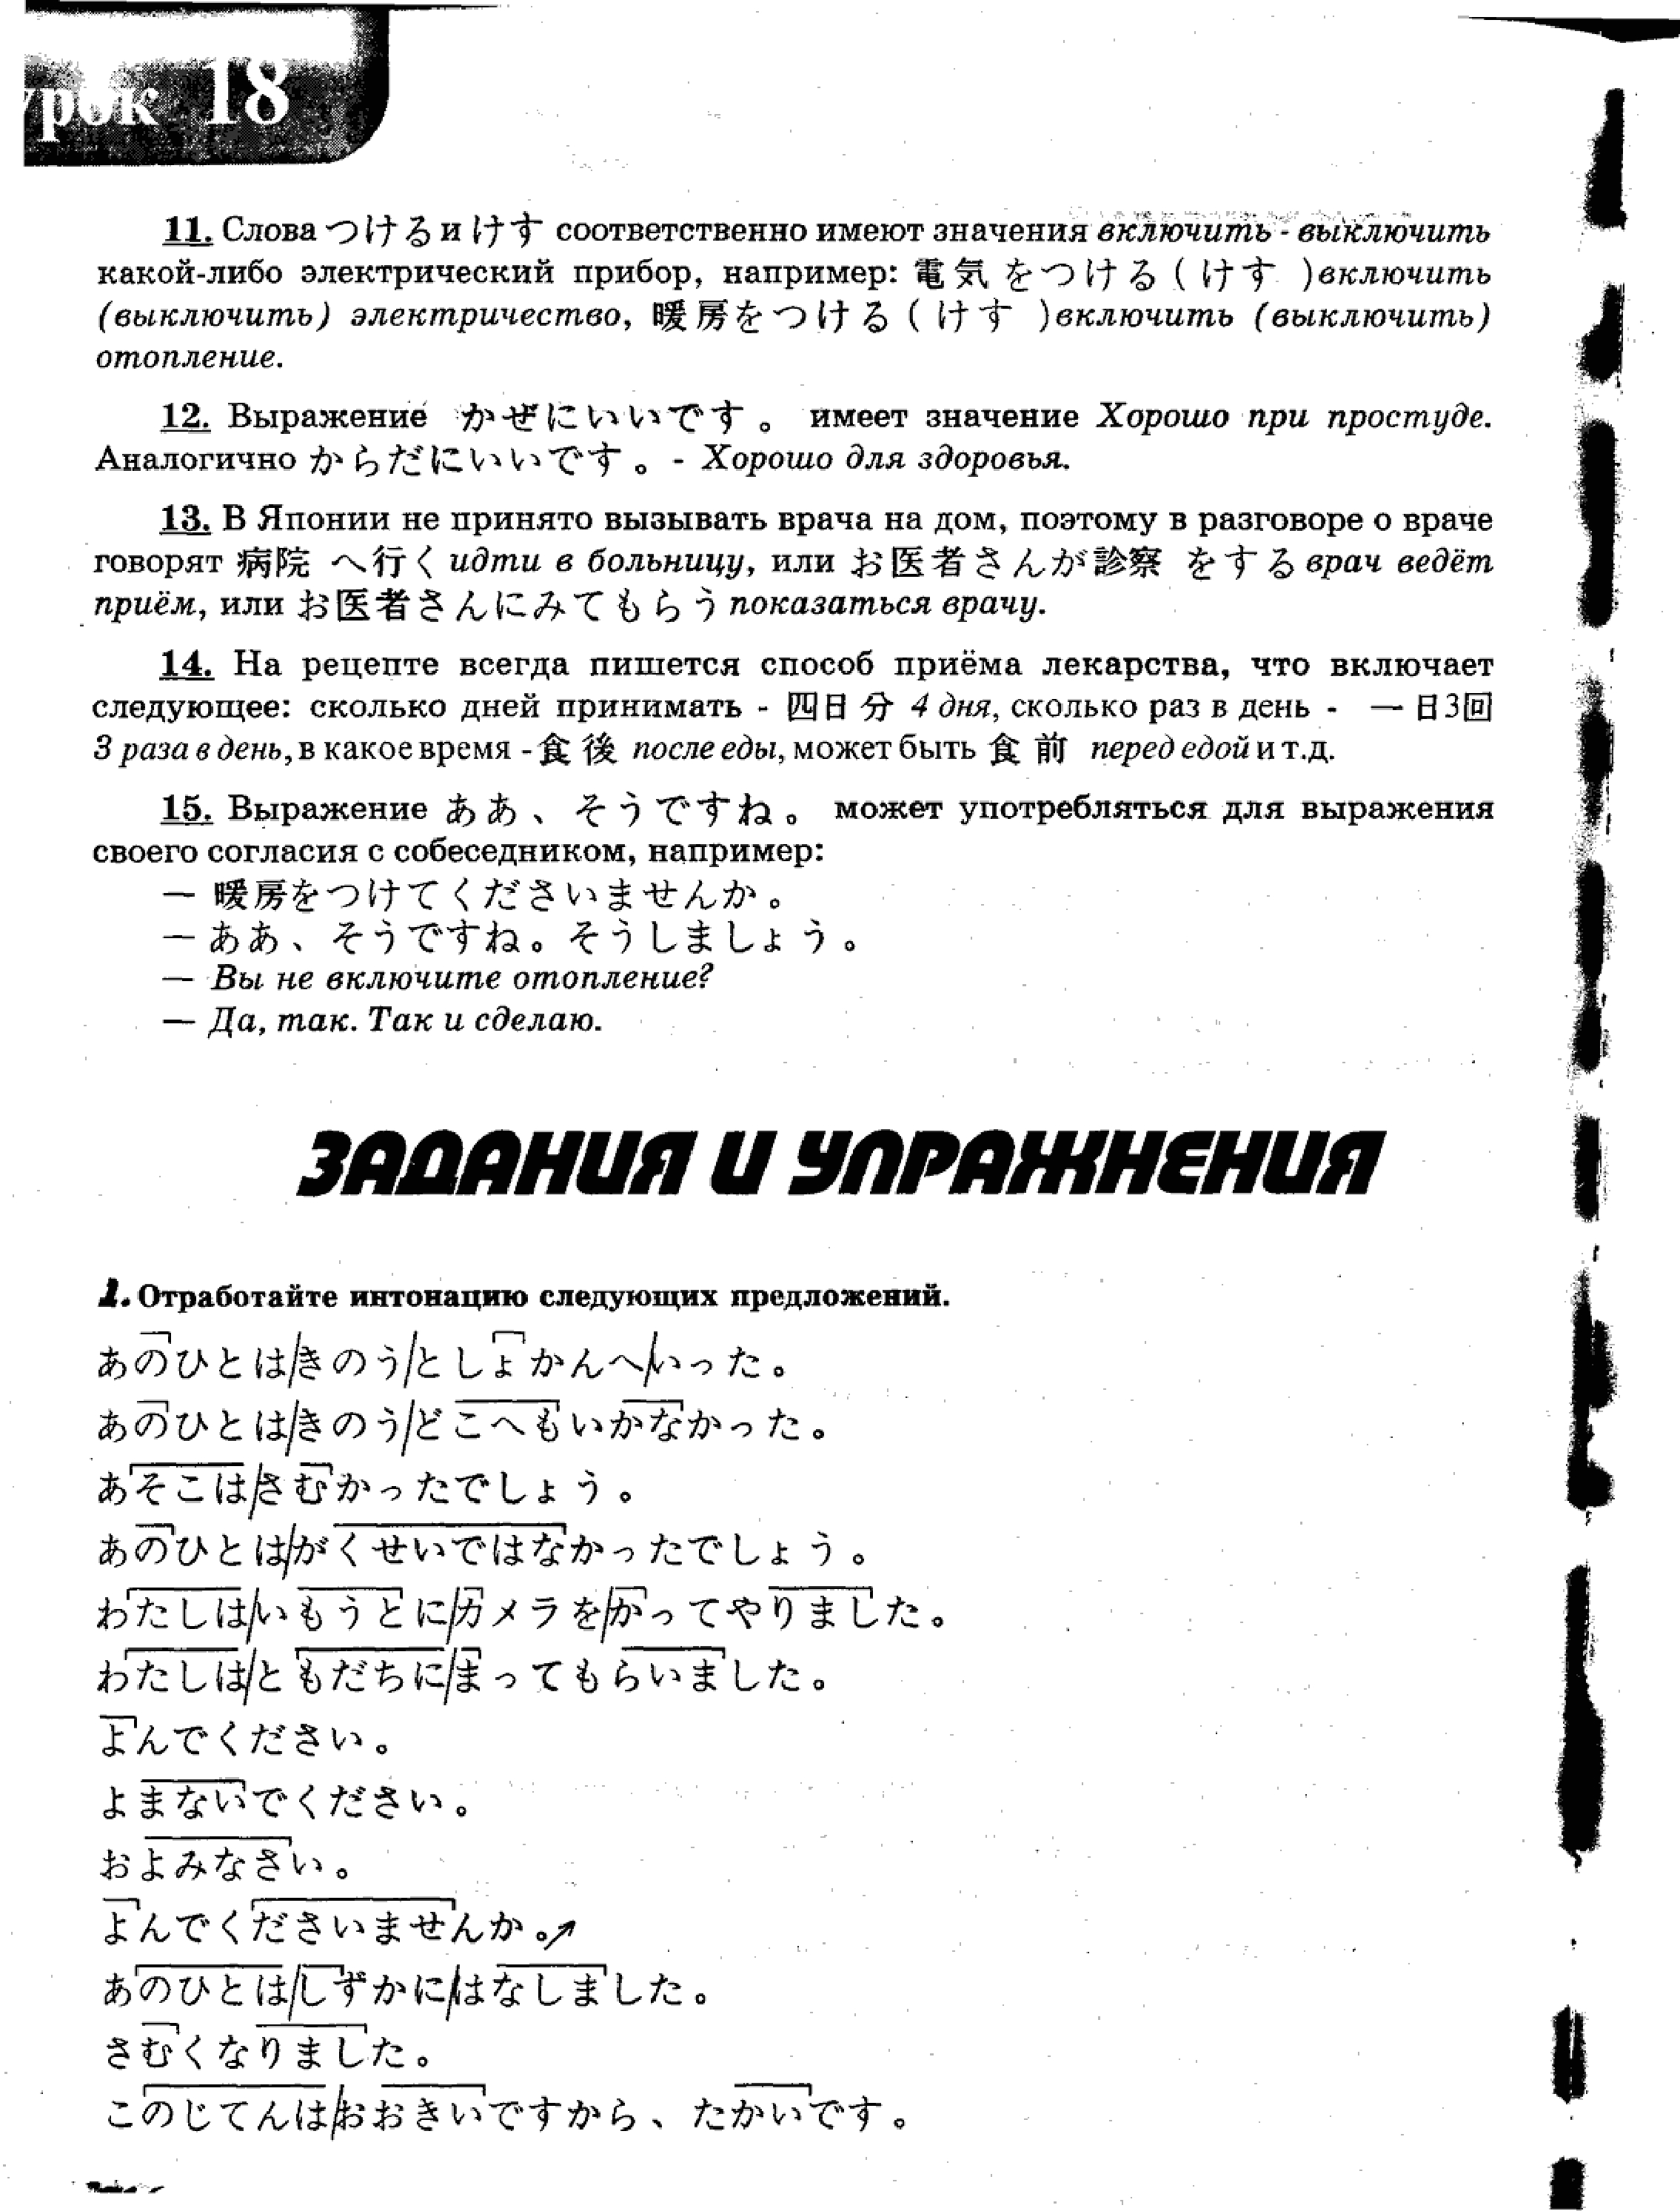 урок 18
11. Слова つける и けす соответственно имеют значения включить - выключить
какой-либо электрический прибор, например: 電気をつける(けす)включить
(выключить) электричество, 暖房をつける(けす)включить (выключить)
отопление.
12. Выражение かぜにいいです。 имеет значение Хорошо при простуде.
Аналогично からだにいいです。- Хорошо для здоровья.
13. В Японии не принято вызывать врача на дом, поэтому в разговоре о враче
говорят 病院へ行く идти в больницу, или お医者さんが診察をする врач ведёт
приём, или お医者さんにみてもらう показаться врачу.
14. На рецепте всегда пишется способ приёма лекарства, что включает
следующее: сколько дней принимать - 四日分 4 дня, сколько раз в день - 一日3回
3 раза в день, в какое время - 食後 после еды, может быть 食前 перед едой и т.д.
15. Выражение ああ、そうですね。 может употребляться для выражения
своего согласия с собеседником, например:
— 暖房をつけてくださいませんか。
— ああ、そうですね。そうしましょう。
— Вы не включите отопление?
— Да, так. Так и сделаю.
ЗАДАНИЯ И УПРАЖНЕНИЯ
1. Отработайте интонацию следующих предложений.
あのひとは/きのう/としょかんへ/いった。
あのひとは/きのう/どこへもいかなかった。
あそこは/さむかったでしょう。
あのひとは/がくせいではなかったでしょう。
わたしは/いもうとに/カメラを/かってやりました。
わたしは/ともだちに/まってもらいました。
よんでください。
よまないでください。
およみなさい。
よんでくださいませんか。↗
あのひとは/しずかに/はなしました。
さむくなりました。
このじてんは/おおきいですから、たかいです。